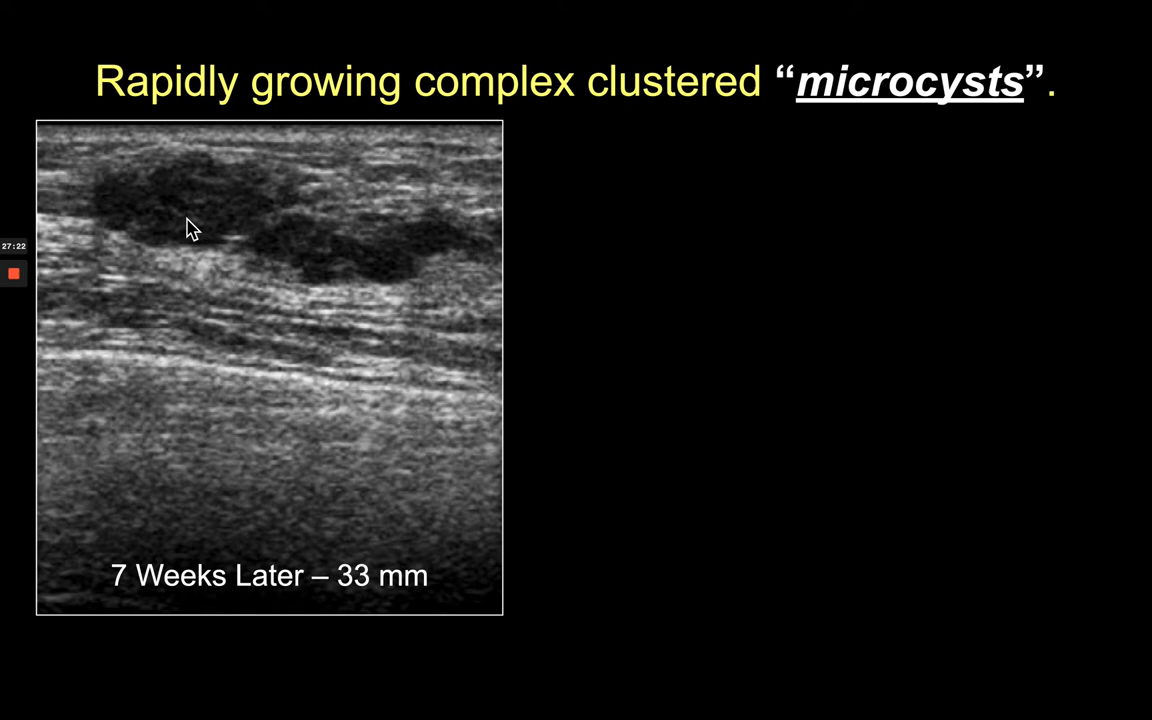 Rapidly growing complex clustered “microcysts”.
27:22
7 Weeks Later – 33 mm